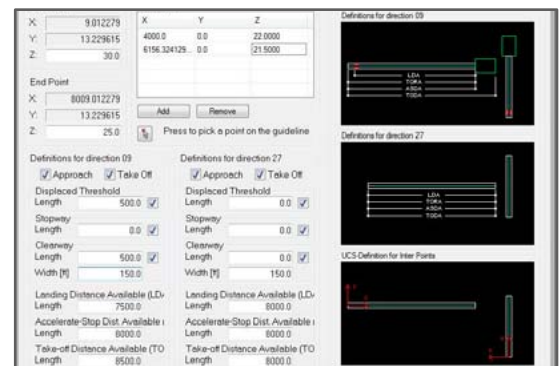 X: 9.012279
Y: 13.229615
Z: 30.0
X Y Z
4000.0 0.0 22.0000
6156.324129... 0.0 21.5000
End Point
X: 8009.012279
Y: 13.229615
Z: 25.0
Add Remove
Press to pick a point on the guideline
Definitions for direction 09
Approach Take Off
Displaced Threshold
Length 500.0
Stopway
Length 0.0
Clearway
Length 500.0
Width [ft] 150.0
Landing Distance Available (LD
Length 7500.0
Accelerate-Stop Dist. Available (
Length 8000.0
Take-off Distance Available (TO
Length 8500.0
Definitions for direction 27
Approach Take Off
Displaced Threshold
Length 0.0
Stopway
Length 0.0
Clearway
Length 0.0
Width [ft] 150.0
Landing Distance Available (LD
Length 8000.0
Accelerate-Stop Dist. Available (
Length 8000.0
Take-off Distance Available (TO
Length 8000.0
Definitions for direction 09
LDA
TORA
ASDA
TODA
Definitions for direction 27
LDA
TORA
ASDA
TODA
UCS-Definition for Inter Points